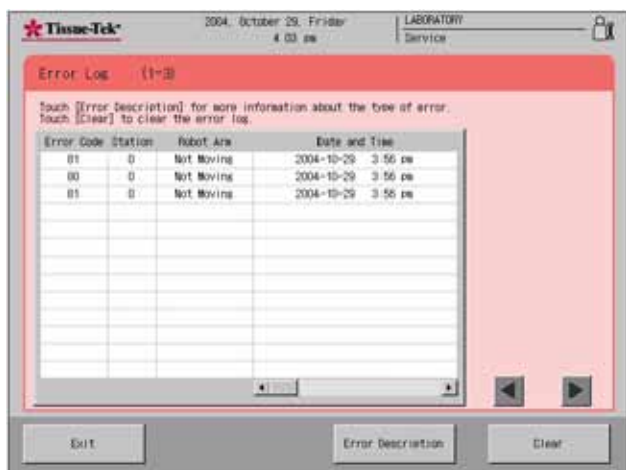 Tissue-Tek
2004, October 29, Friday
4:03 pm
LABORATORY
Service
Error Log (1-3)
Touch [Error Description] for more information about the type of error.
Touch [Clear] to clear the error log.
Error Code Station Robot Arm Date and Time
01 0 Not Moving 2004-10-29 3:56 pm
00 0 Not Moving 2004-10-29 3:56 pm
01 0 Not Moving 2004-10-29 3:56 pm
Exit
Error Description
Clear